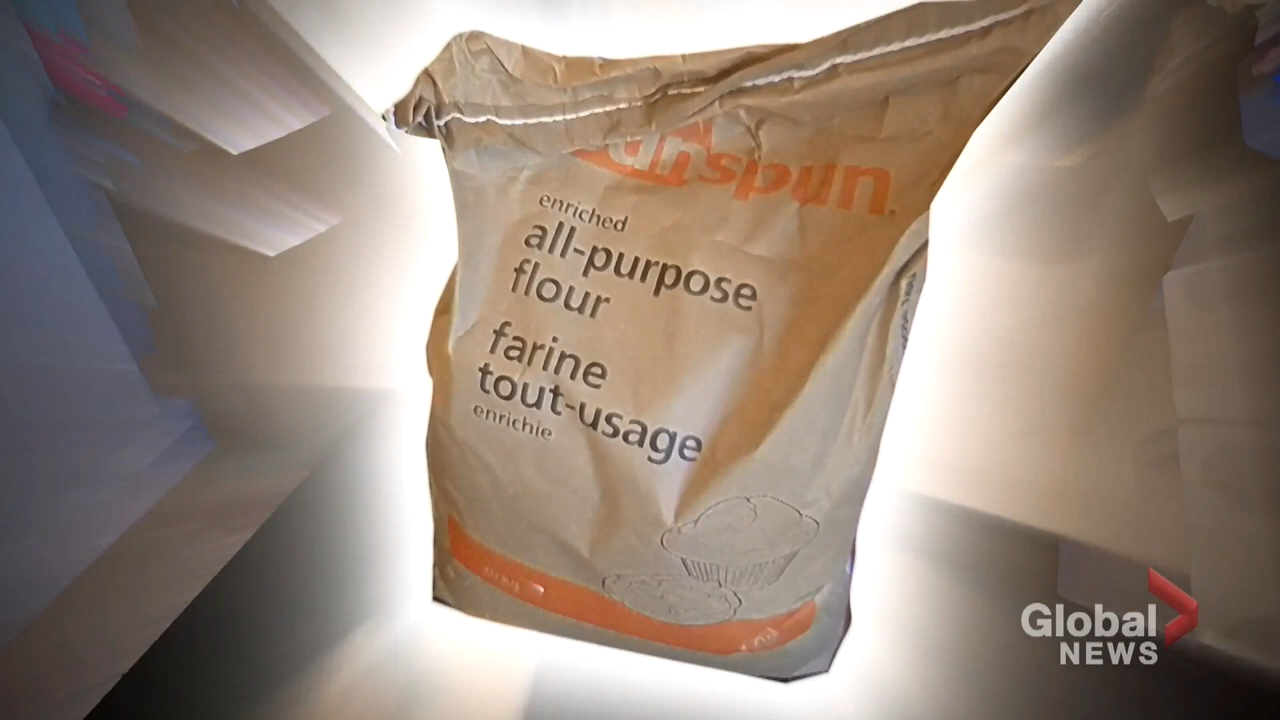 enriched
all-purpose
flour
farine
tout-usage
enrichie
Global
NEWS